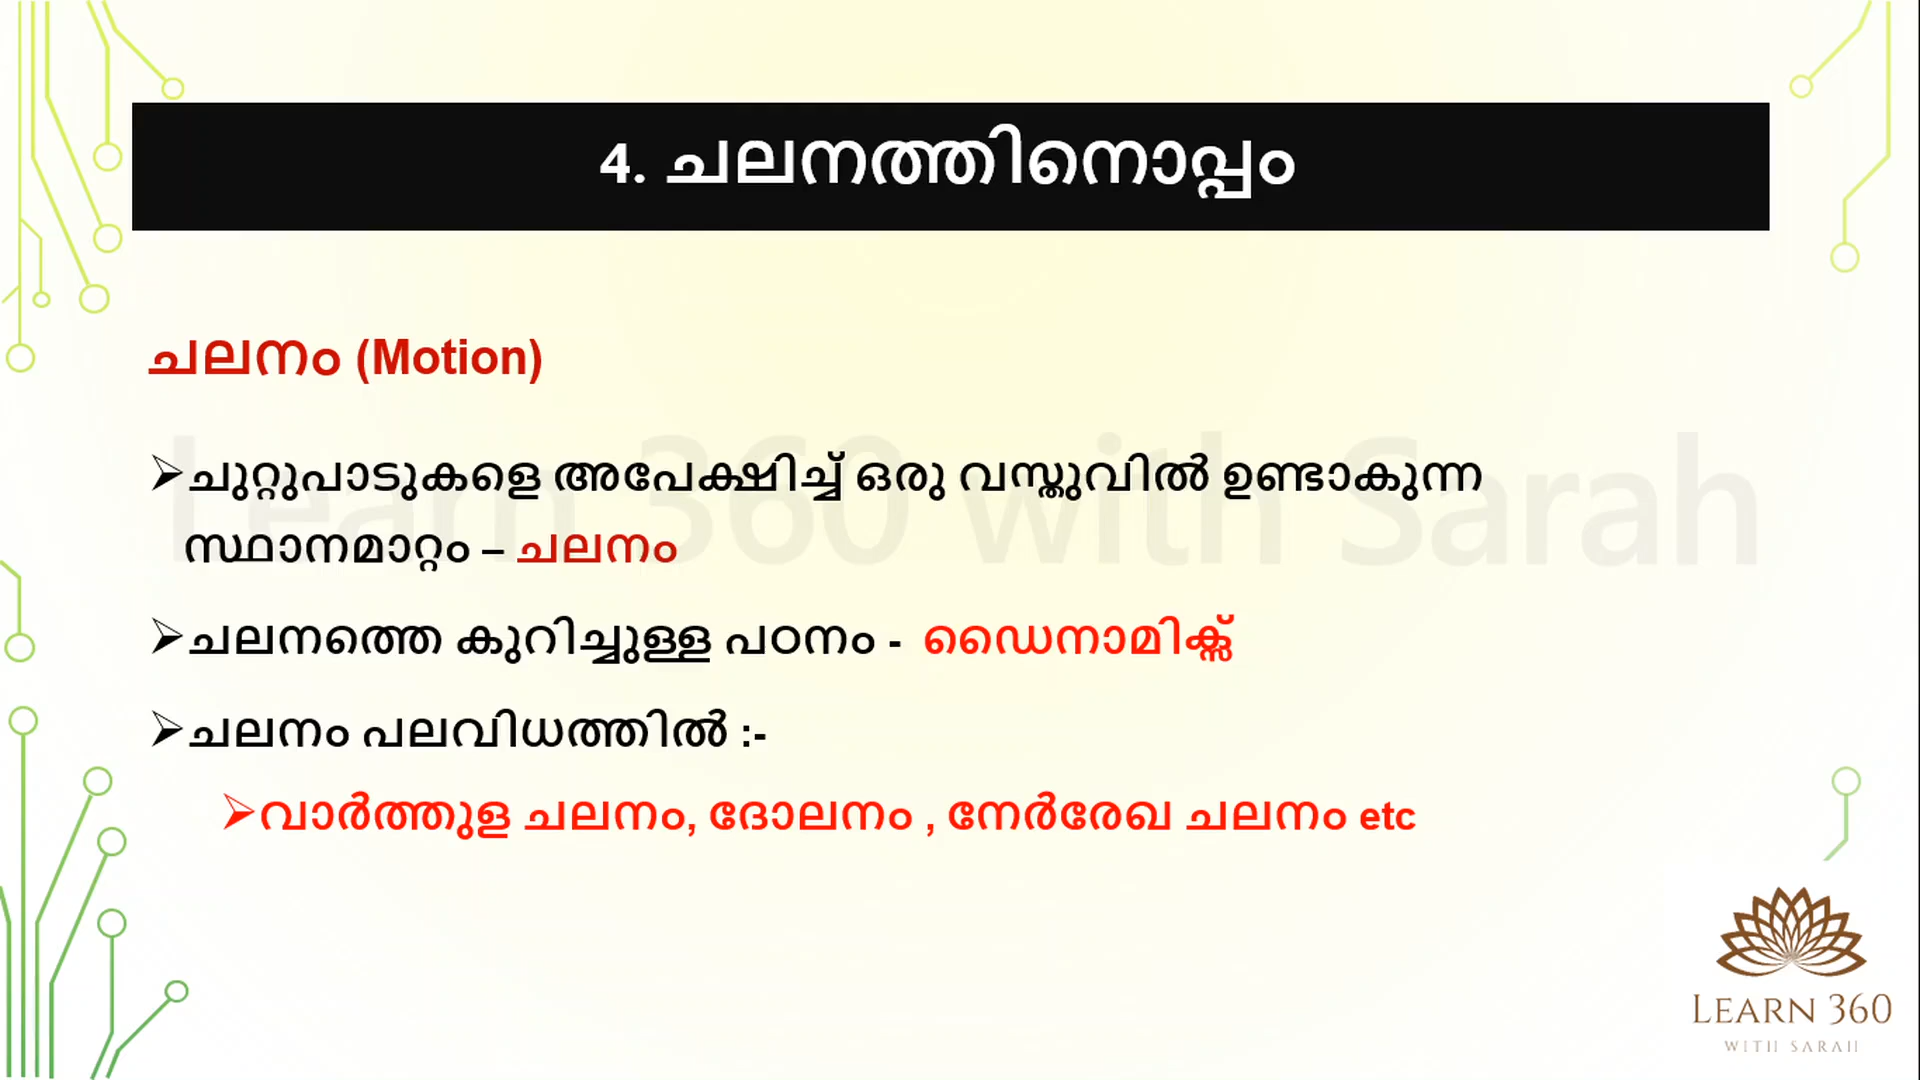 4. ചലനത്തിനൊപ്പം
ചലനം (Motion)
➢ചുറ്റുപാടുകളെ അപേക്ഷിച്ച് ഒരു വസ്തുവിൽ ഉണ്ടാകുന്ന
സ്ഥാനമാറ്റം – ചലനം
➢ചലനത്തെ കുറിച്ചുള്ള പഠനം - ഡൈനാമിക്സ്
➢ചലനം പലവിധത്തിൽ :-
➢വാർത്തുള ചലനം, ദോലനം , നേർരേഖ ചലനം etc
Learn 360 with Sarah
LEARN 360
WITH SARAH